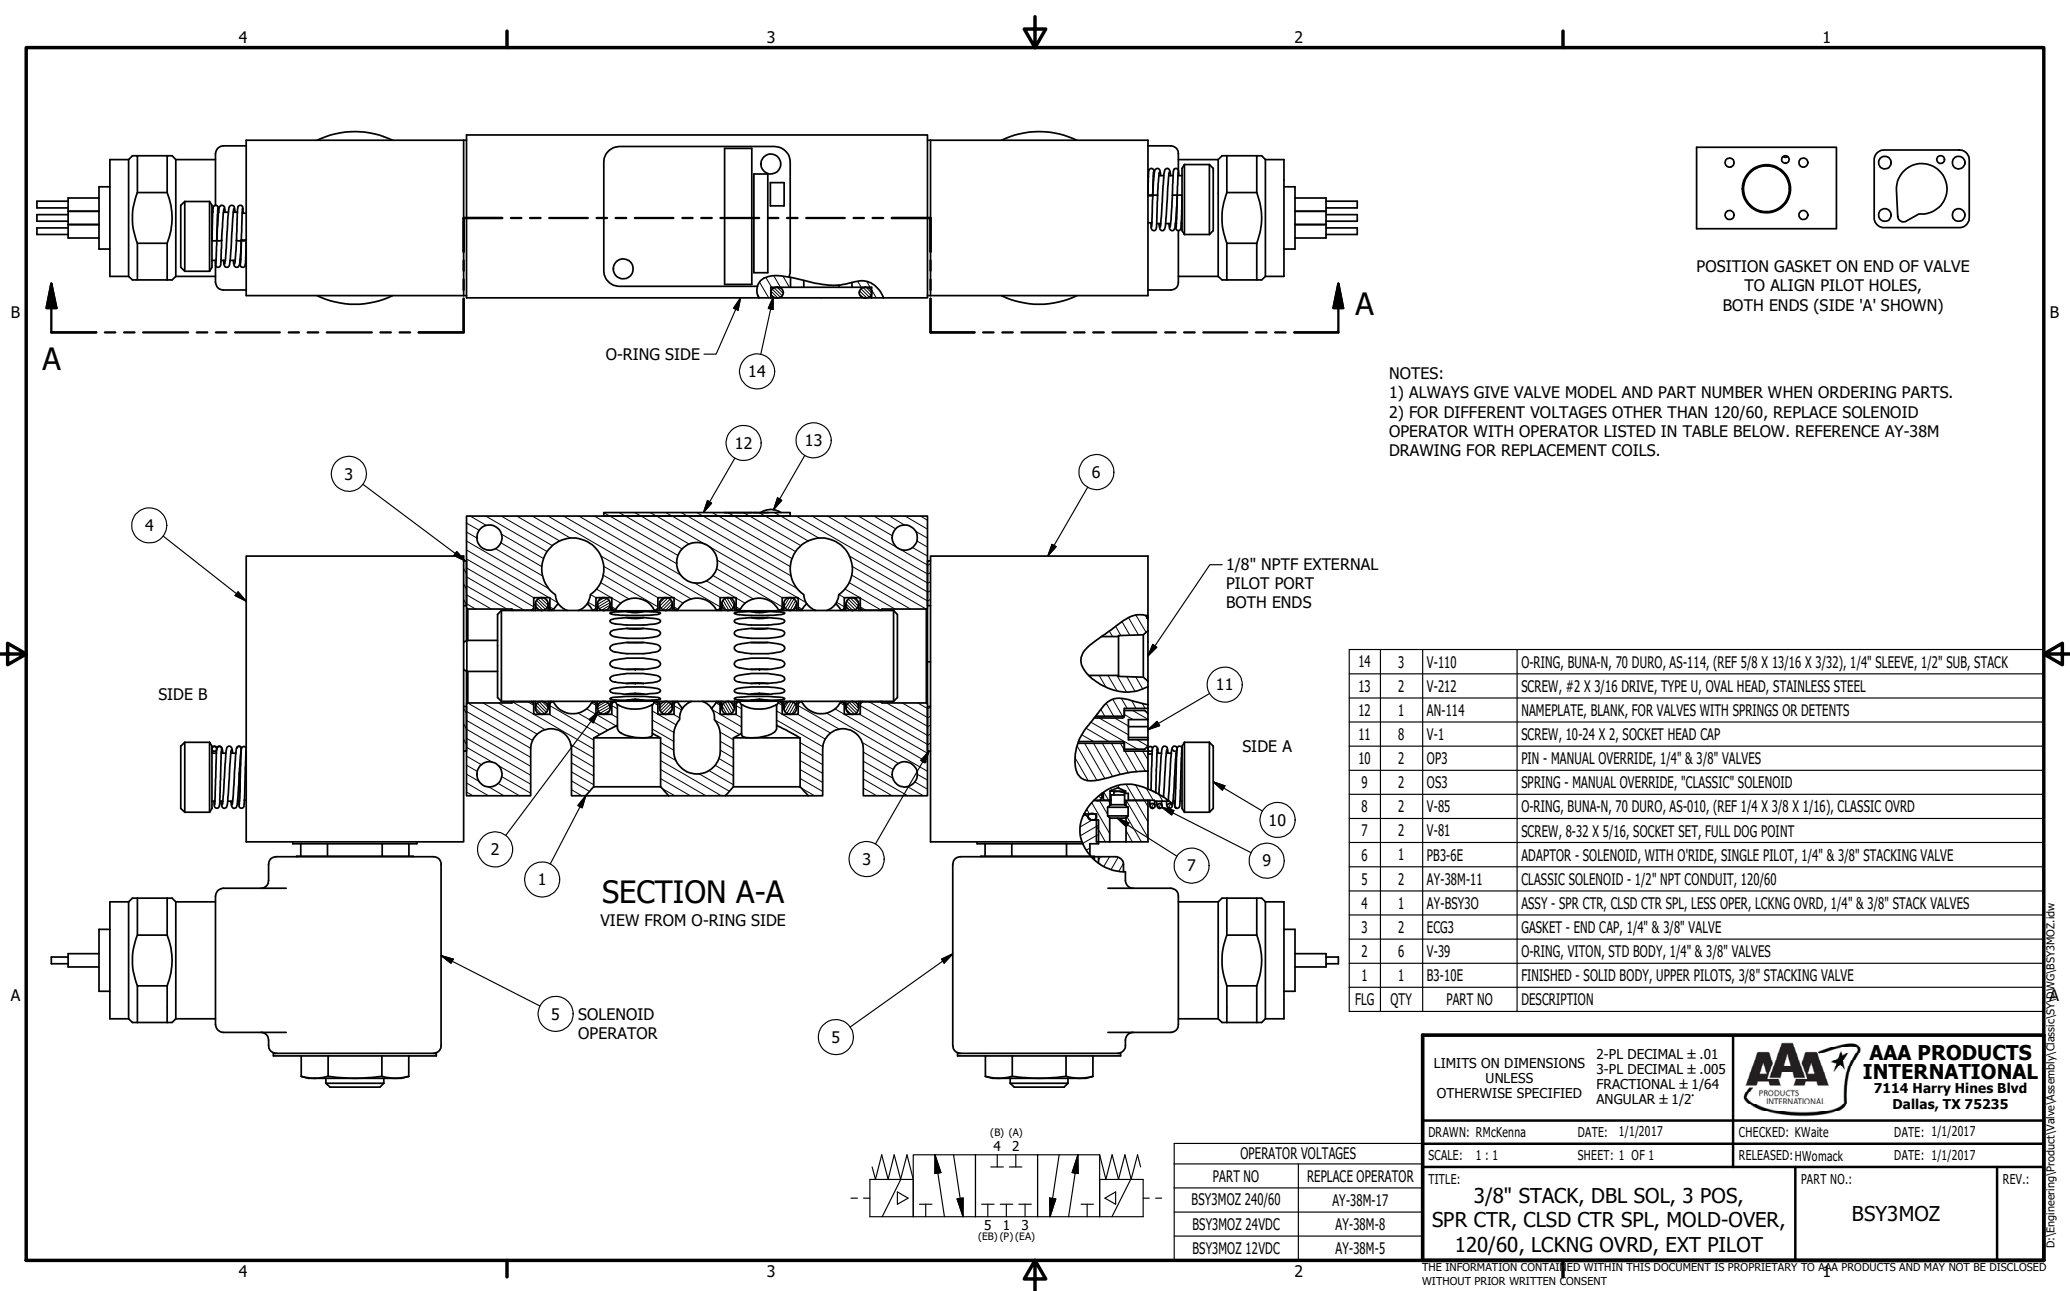 4 3 2 1
B
B
A
A
O-RING SIDE
14
POSITION GASKET ON END OF VALVE
TO ALIGN PILOT HOLES,
BOTH ENDS (SIDE 'A' SHOWN)
NOTES:
1) ALWAYS GIVE VALVE MODEL AND PART NUMBER WHEN ORDERING PARTS.
2) FOR DIFFERENT VOLTAGES OTHER THAN 120/60, REPLACE SOLENOID
OPERATOR WITH OPERATOR LISTED IN TABLE BELOW. REFERENCE AY-38M
DRAWING FOR REPLACEMENT COILS.
12
13
3
6
4
1/8" NPTF EXTERNAL
PILOT PORT
BOTH ENDS
SIDE B
11
SIDE A
10
2
3
7
9
1
SECTION A-A
VIEW FROM O-RING SIDE
5
SOLENOID
OPERATOR
5
14 3 V-110 O-RING, BUNA-N, 70 DURO, AS-114, (REF 5/8 X 13/16 X 3/32), 1/4" SLEEVE, 1/2" SUB, STACK
13 2 V-212 SCREW, #2 X 3/16 DRIVE, TYPE U, OVAL HEAD, STAINLESS STEEL
12 1 AN-114 NAMEPLATE, BLANK, FOR VALVES WITH SPRINGS OR DETENTS
11 8 V-1 SCREW, 10-24 X 2, SOCKET HEAD CAP
10 2 OP3 PIN - MANUAL OVERRIDE, 1/4" & 3/8" VALVES
9 2 OS3 SPRING - MANUAL OVERRIDE, "CLASSIC" SOLENOID
8 2 V-85 O-RING, BUNA-N, 70 DURO, AS-010, (REF 1/4 X 3/8 X 1/16), CLASSIC OVRD
7 2 V-81 SCREW, 8-32 X 5/16, SOCKET SET, FULL DOG POINT
6 1 PB3-6E ADAPTOR - SOLENOID, WITH O'RIDE, SINGLE PILOT, 1/4" & 3/8" STACKING VALVE
5 2 AY-38M-11 CLASSIC SOLENOID - 1/2" NPT CONDUIT, 120/60
4 1 AY-BSY3O ASSY - SPR CTR, CLSD CTR SPL, LESS OPER, LCKNG OVRD, 1/4" & 3/8" STACK VALVES
3 2 ECG3 GASKET - END CAP, 1/4" & 3/8" VALVE
2 6 V-39 O-RING, VITON, STD BODY, 1/4" & 3/8" VALVES
1 1 B3-10E FINISHED - SOLID BODY, UPPER PILOTS, 3/8" STACKING VALVE
FLG QTY PART NO DESCRIPTION
A
A
LIMITS ON DIMENSIONS
UNLESS
OTHERWISE SPECIFIED
2-PL DECIMAL ± .01
3-PL DECIMAL ± .005
FRACTIONAL ± 1/64
ANGULAR ± 1/2°
AAA
PRODUCTS
INTERNATIONAL
AAA PRODUCTS
INTERNATIONAL
7114 Harry Hines Blvd
Dallas, TX 75235
DRAWN: RMcKenna DATE: 1/1/2017 CHECKED: KWaite DATE: 1/1/2017
SCALE: 1 : 1 SHEET: 1 OF 1 RELEASED: HWomack DATE: 1/1/2017
TITLE:
3/8" STACK, DBL SOL, 3 POS,
SPR CTR, CLSD CTR SPL, MOLD-OVER,
120/60, LCKNG OVRD, EXT PILOT
PART NO.:
BSY3MOZ
REV.:
(B) (A)
4 2
5 1 3
(EB) (P) (EA)
OPERATOR VOLTAGES
PART NO REPLACE OPERATOR
BSY3MOZ 240/60 AY-38M-17
BSY3MOZ 24VDC AY-38M-8
BSY3MOZ 12VDC AY-38M-5
D:\Engineering\Product\Valve\Assembly\Classic\SY\DWG\BSY3MOZ.idw
4 3 2 1
THE INFORMATION CONTAINED WITHIN THIS DOCUMENT IS PROPRIETARY TO AAA PRODUCTS AND MAY NOT BE DISCLOSED
WITHOUT PRIOR WRITTEN CONSENT